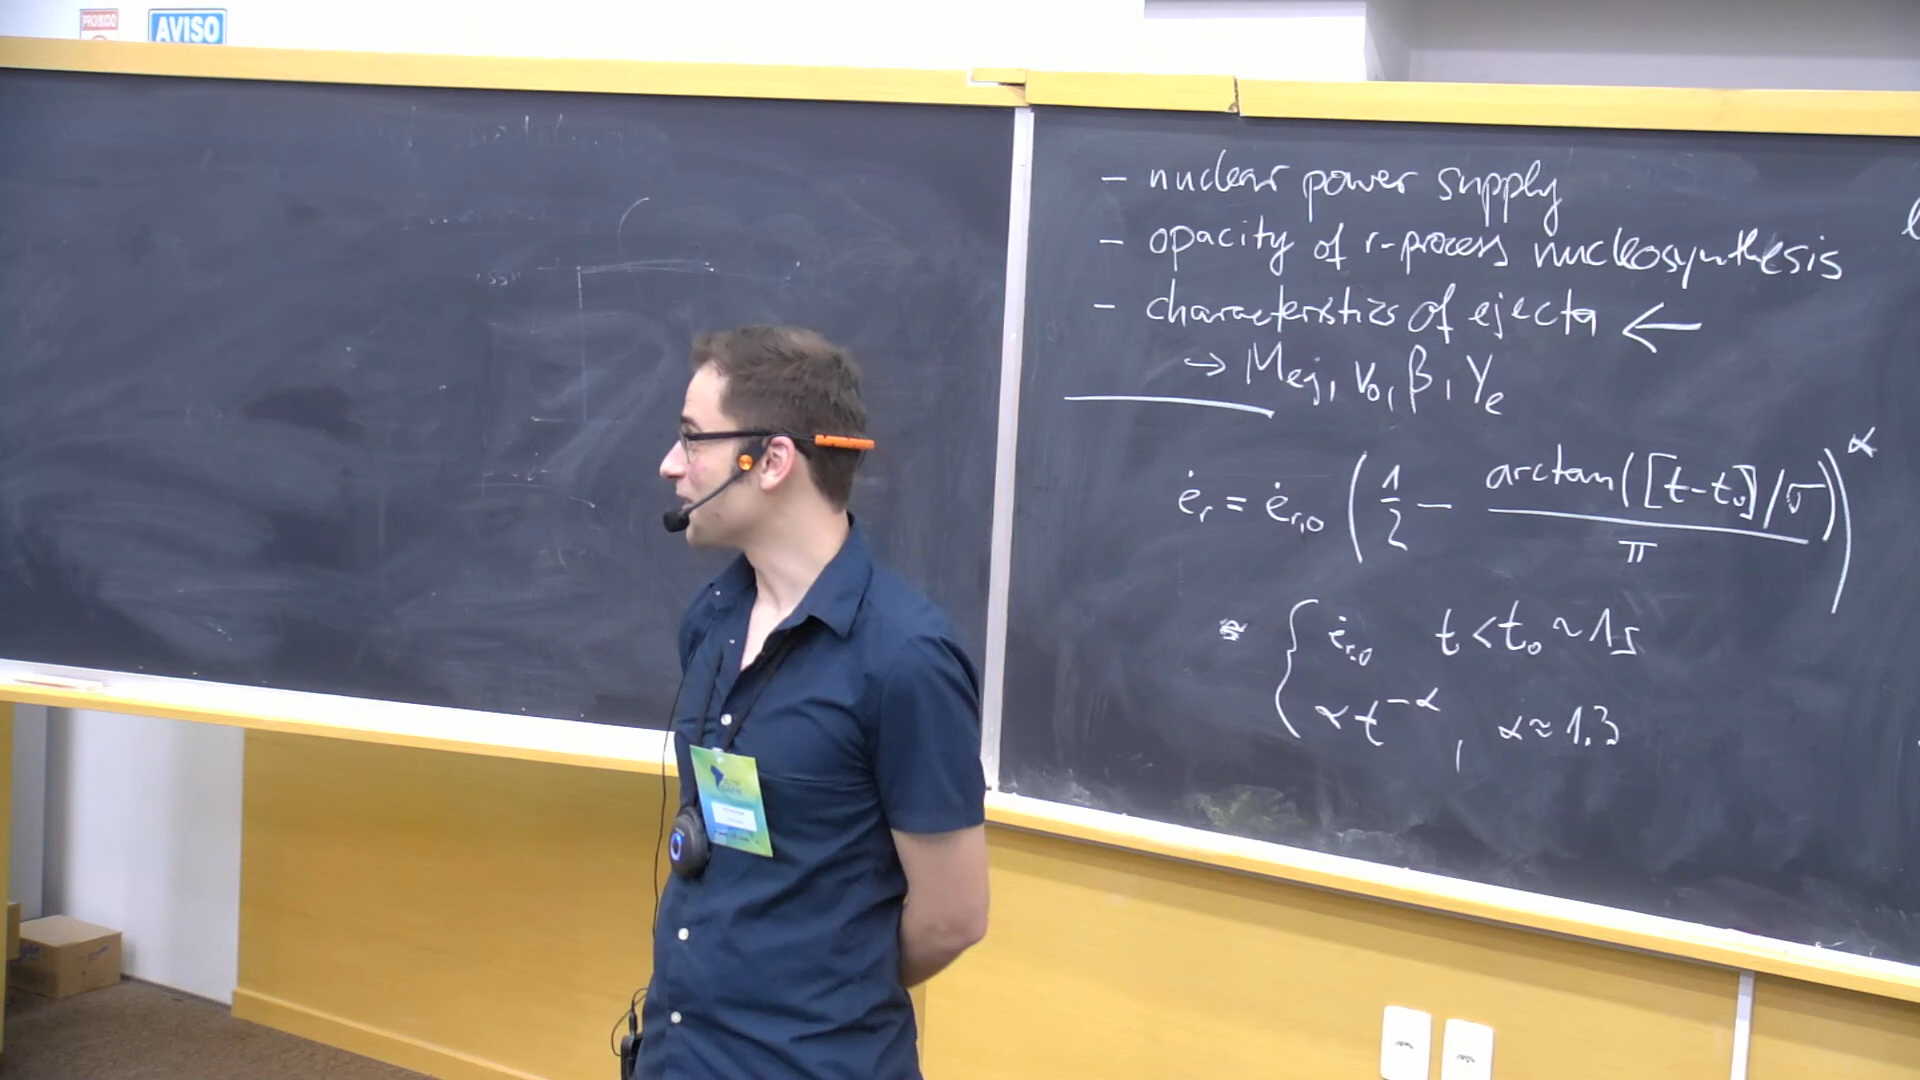 PROIBIDO
AVISO
- nuclear power supply
- opacity of r-process nucleosynthesis
- characteristics of ejecta ←
→ Mej, v₀, β, Yₑ
ėᵣ = ėᵣ,₀ (1/2 - arctan([t-t₀]/σ)/π)^α
≈ { ėᵣ,₀ t < t₀ ~ 1s
∝ t^-α, α ≈ 1.3